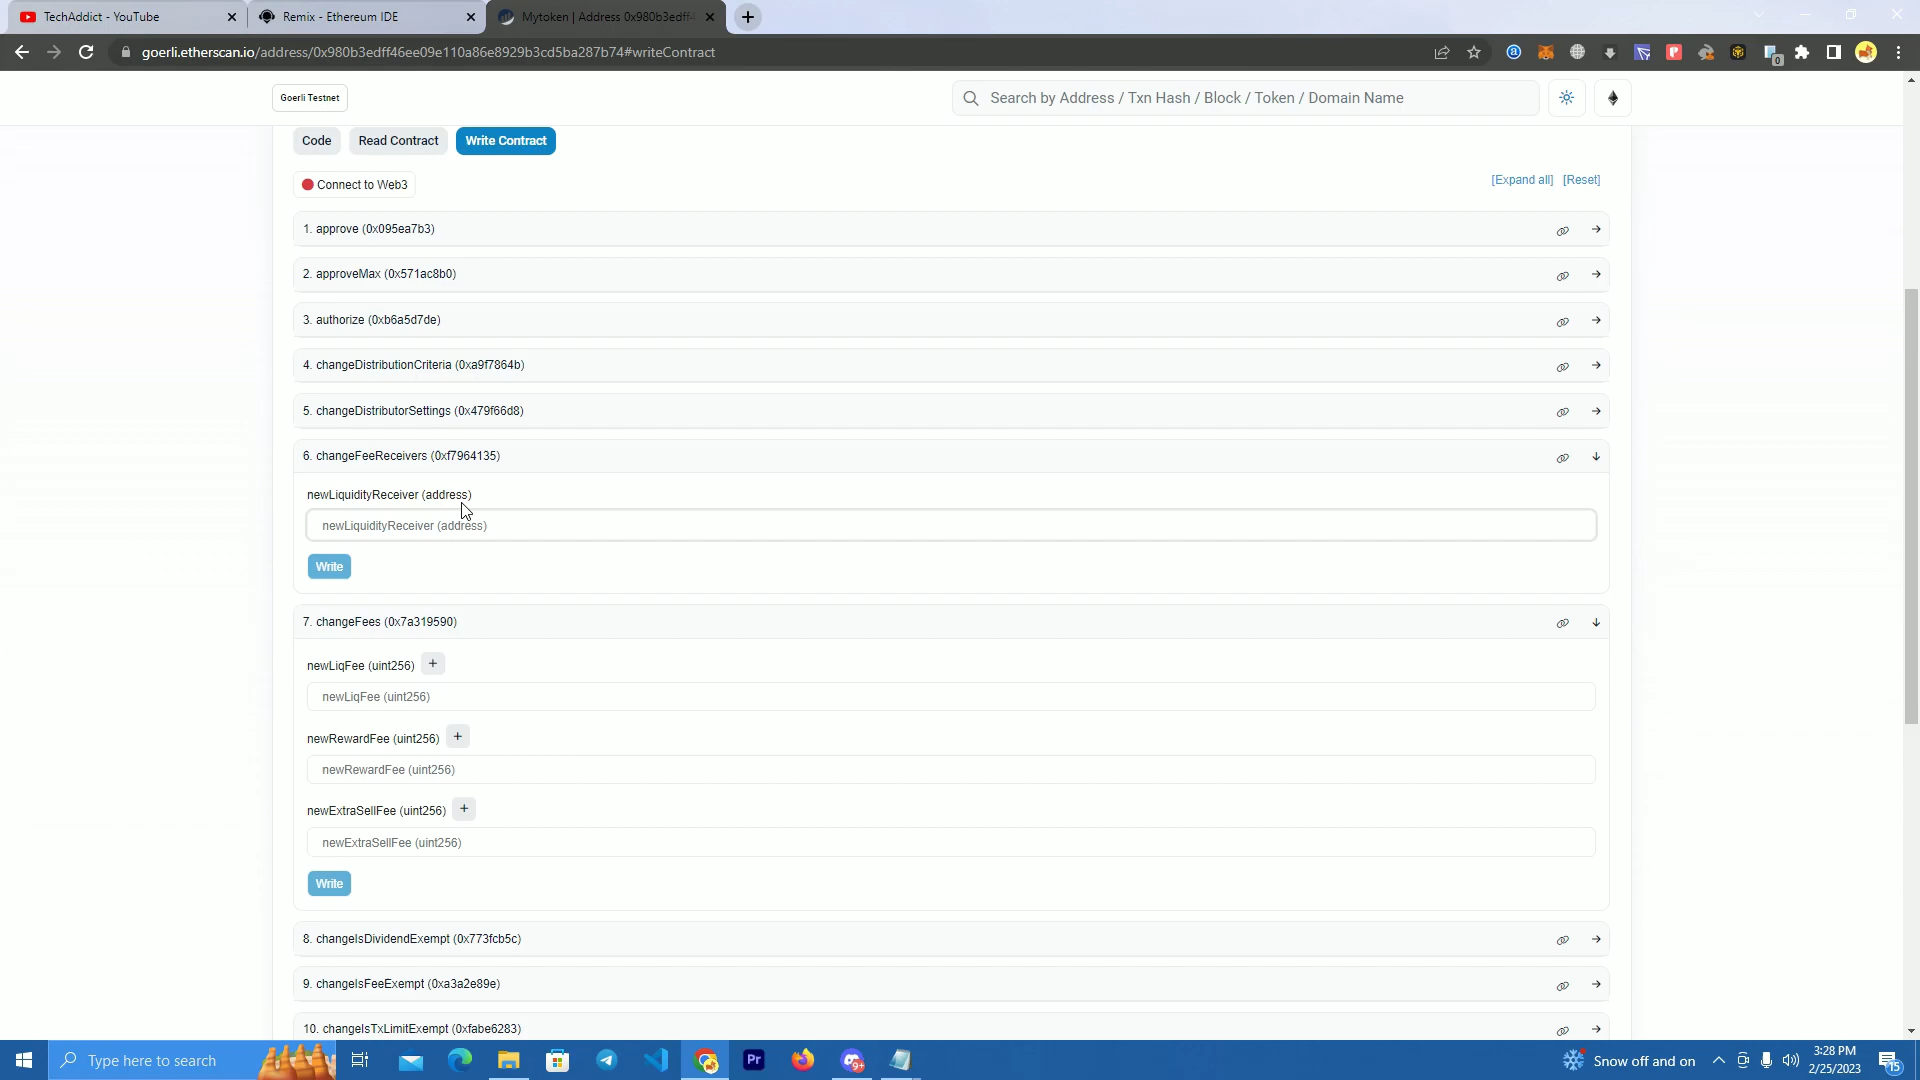 TechAddict - YouTube
Remix - Ethereum IDE
Mytoken | Address 0x980b3edff4
goerli.etherscan.io/address/0x980b3edff46ee09e110a86e8929b3cd5ba287b74#writeContract
0
Goerli Testnet
Search by Address / Txn Hash / Block / Token / Domain Name
Code
Read Contract
Write Contract
Connect to Web3
[Expand all]
[Reset]
1. approve (0x095ea7b3)
2. approveMax (0x571ac8b0)
3. authorize (0xb6a5d7de)
4. changeDistributionCriteria (0xa9f7864b)
5. changeDistributorSettings (0x479f66d8)
6. changeFeeReceivers (0xf7964135)
newLiquidityReceiver (address)
newLiquidityReceiver (address)
Write
7. changeFees (0x7a319590)
newLiqFee (uint256) +
newLiqFee (uint256)
newRewardFee (uint256) +
newRewardFee (uint256)
newExtraSellFee (uint256) +
newExtraSellFee (uint256)
Write
8. changeIsDividendExempt (0x773fcb5c)
9. changeIsFeeExempt (0xa3a2e89e)
10. changeIsTxLimitExempt (0xfabe6283)
Type here to search
Pr
9+
Snow off and on
3:28 PM
2/25/2023
15